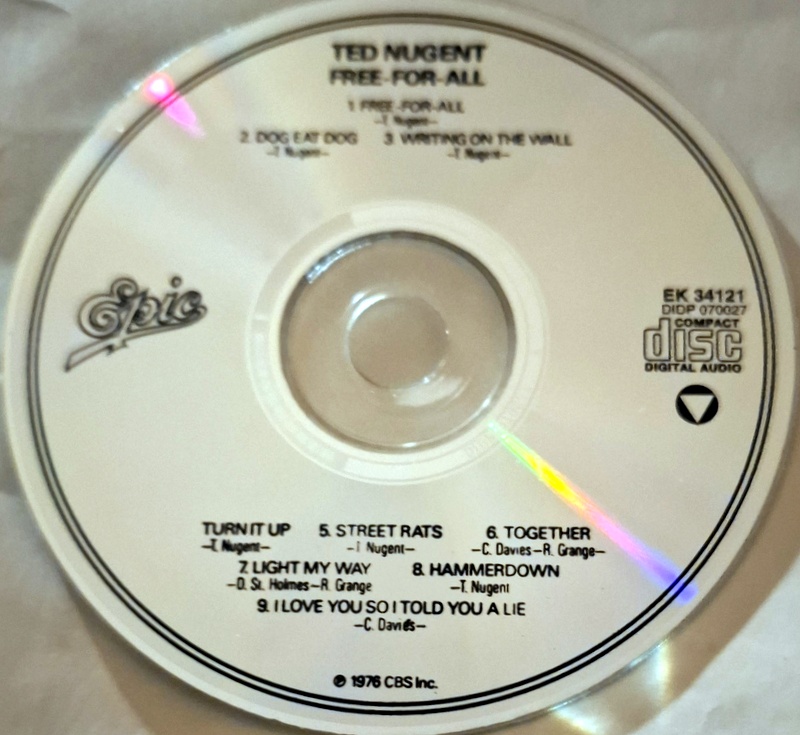 TED NUGENT
FREE-FOR-ALL
1 FREE-FOR-ALL
–T. Nugent–
2. DOG EAT DOG 3. WRITING ON THE WALL
–T. Nugent– –T. Nugent–
Epic
EK 34121
DIDP 070027
COMPACT
disc
DIGITAL AUDIO
TURN IT UP 5. STREET RATS 6. TOGETHER
–T. Nugent– –T Nugent– –C. Davies–R. Grange–
7. LIGHT MY WAY 8. HAMMERDOWN
–D. St. Holmes–R. Grange –T. Nugent
9. I LOVE YOU SO I TOLD YOU A LIE
–C. Davies–
℗ 1976 CBS Inc.